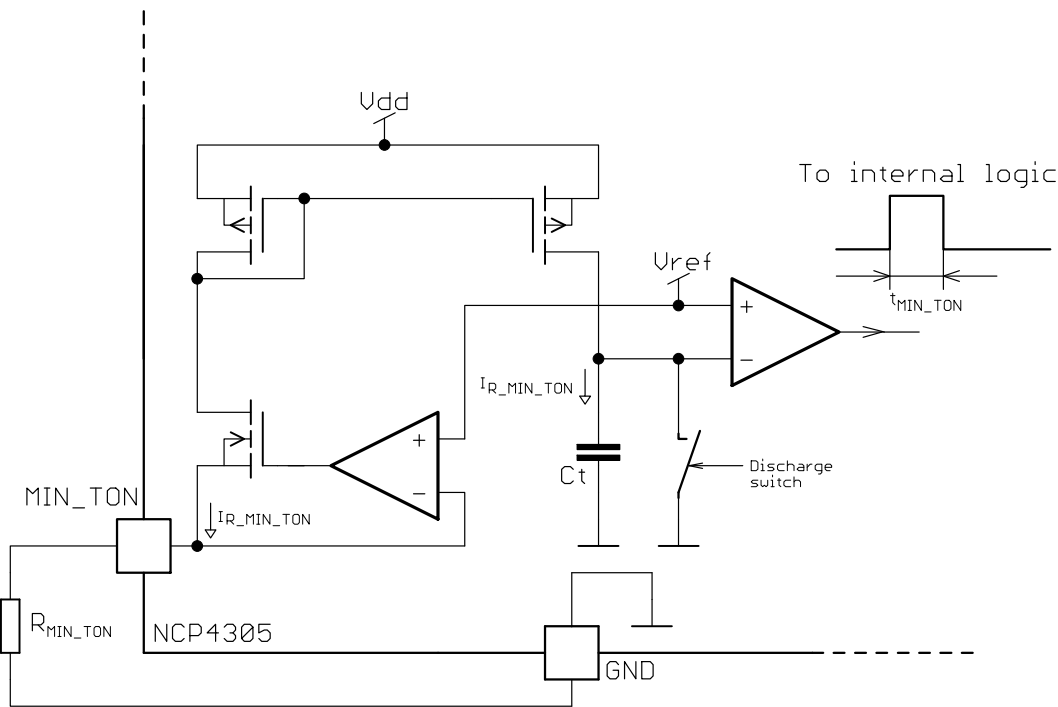 Vdd
To internal logic
Vref
+
tMIN_TON
−
IR_MIN_TON
+
Ct
Discharge
switch
−
MIN_TON
IR_MIN_TON
RMIN_TON
NCP4305
GND